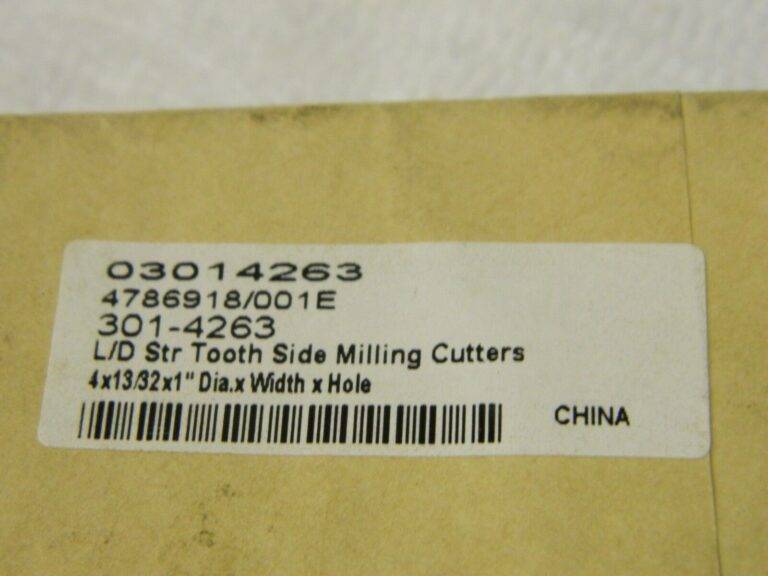 03014263
4786918/001E
301-4263
L/D Str Tooth Side Milling Cutters
4x13/32x1" Dia.x Width x Hole
CHINA